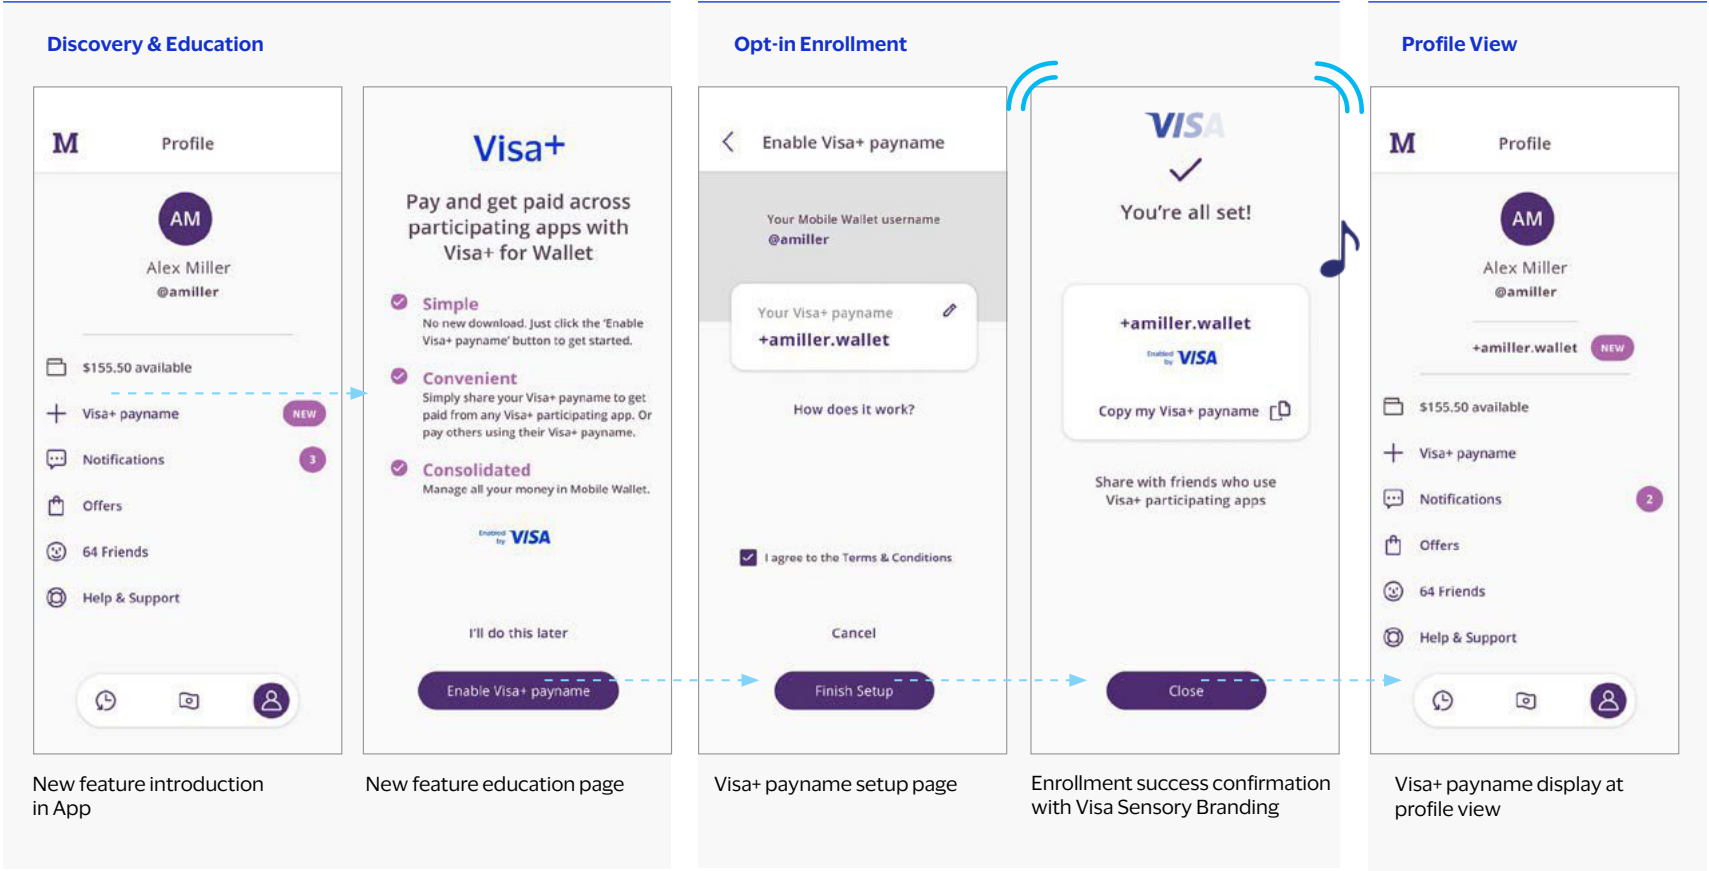 Discovery & Education
M
Profile
AM
Alex Miller
@amiller
$155.50 available
Visa+ payname
NEW
Notifications
3
Offers
64 Friends
Help & Support
New feature introduction
in App
Visa+
Pay and get paid across
participating apps with
Visa+ for Wallet
Simple
No new download. Just click the ‘Enable
Visa+ payname’ button to get started.
Convenient
Simply share your Visa+ payname to get
paid from any Visa+ participating app. Or
pay others using their Visa+ payname.
Consolidated
Manage all your money in Mobile Wallet.
Enabled
by VISA
I'll do this later
Enable Visa+ payname
New feature education page
Opt-in Enrollment
Enable Visa+ payname
Your Mobile Wallet username
@amiller
Your Visa+ payname
+amiller.wallet
How does it work?
I agree to the Terms & Conditions
Cancel
Finish Setup
Visa+ payname setup page
VISA
You’re all set!
+amiller.wallet
Enabled
by VISA
Copy my Visa+ payname
Share with friends who use
Visa+ participating apps
Close
Enrollment success confirmation
with Visa Sensory Branding
Profile View
M
Profile
AM
Alex Miller
@amiller
+amiller.wallet
NEW
$155.50 available
Visa+ payname
Notifications
2
Offers
64 Friends
Help & Support
Visa+ payname display at
profile view